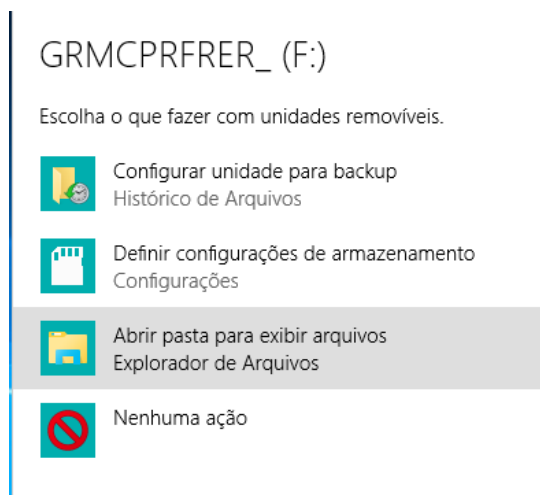 GRMCPRFRER_ (F:)
Escolha o que fazer com unidades removíveis.
Configurar unidade para backup
Histórico de Arquivos
Definir configurações de armazenamento
Configurações
Abrir pasta para exibir arquivos
Explorador de Arquivos
Nenhuma ação